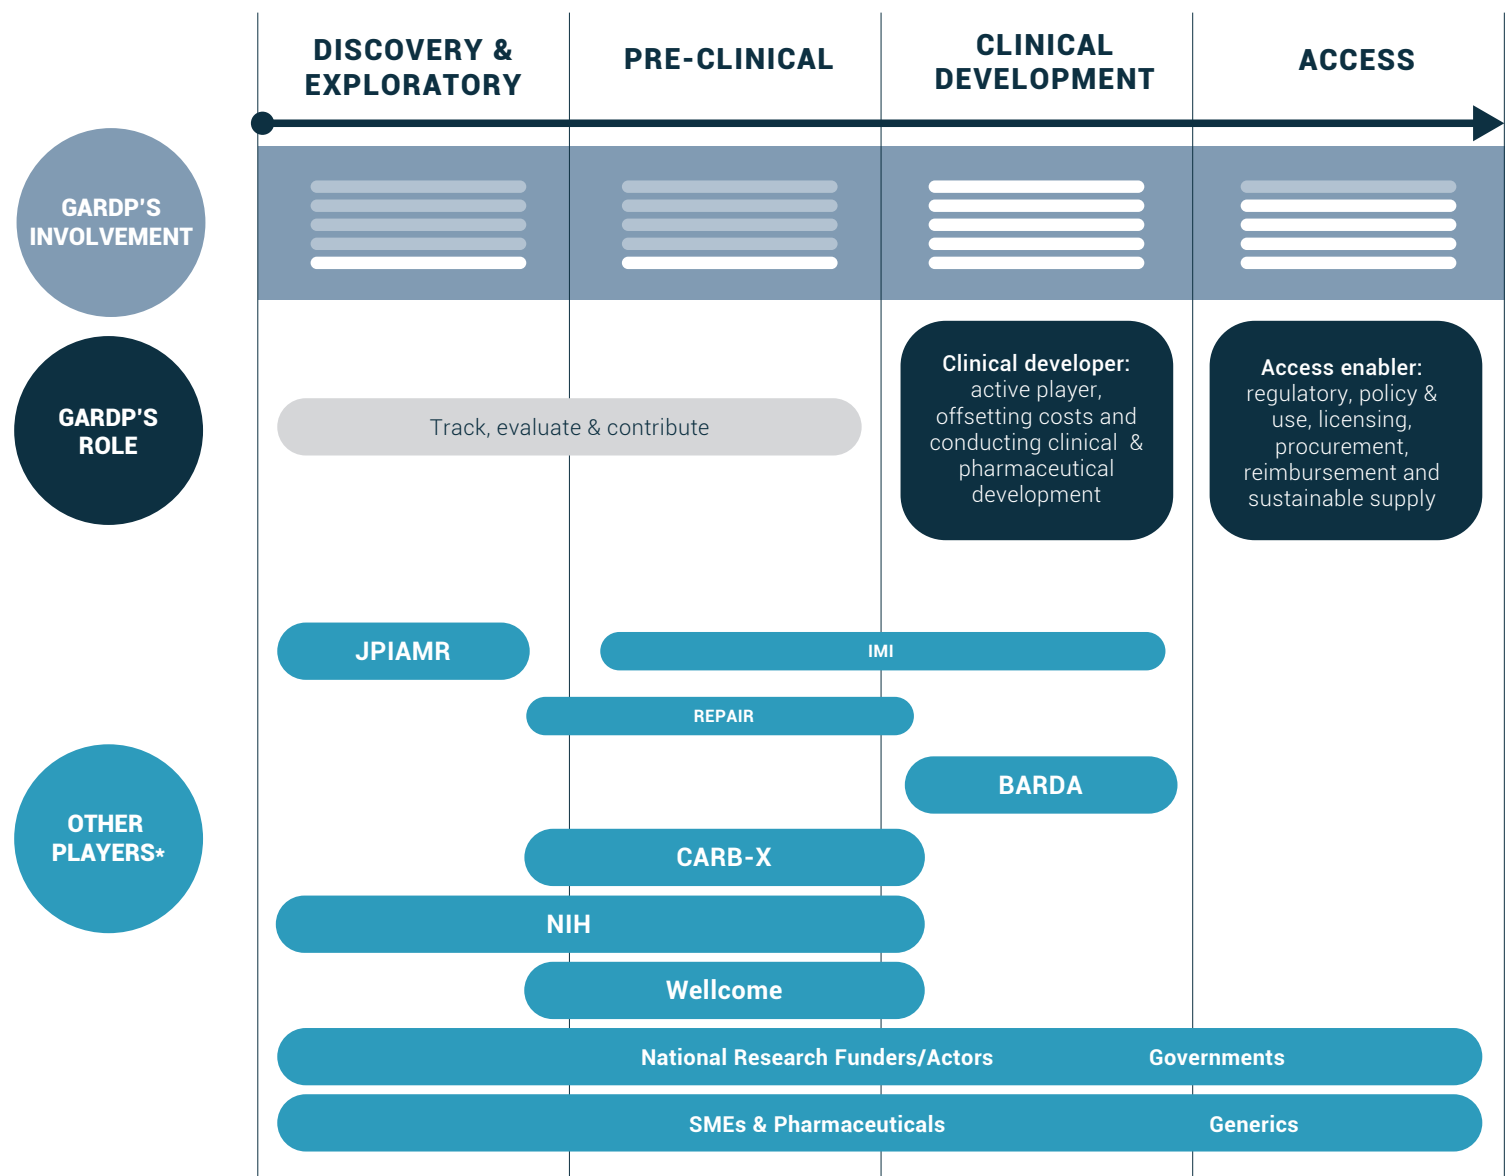 DISCOVERY &
EXPLORATORY
PRE-CLINICAL
CLINICAL
DEVELOPMENT
ACCESS
GARDP'S
INVOLVEMENT
GARDP'S
ROLE
Track, evaluate & contribute
Clinical developer:
active player,
offsetting costs and
conducting clinical &
pharmaceutical
development
Access enabler:
regulatory, policy &
use, licensing,
procurement,
reimbursement and
sustainable supply
OTHER
PLAYERS*
JPIAMR
IMI
REPAIR
BARDA
CARB-X
NIH
Wellcome
National Research Funders/Actors
Governments
SMEs & Pharmaceuticals
Generics